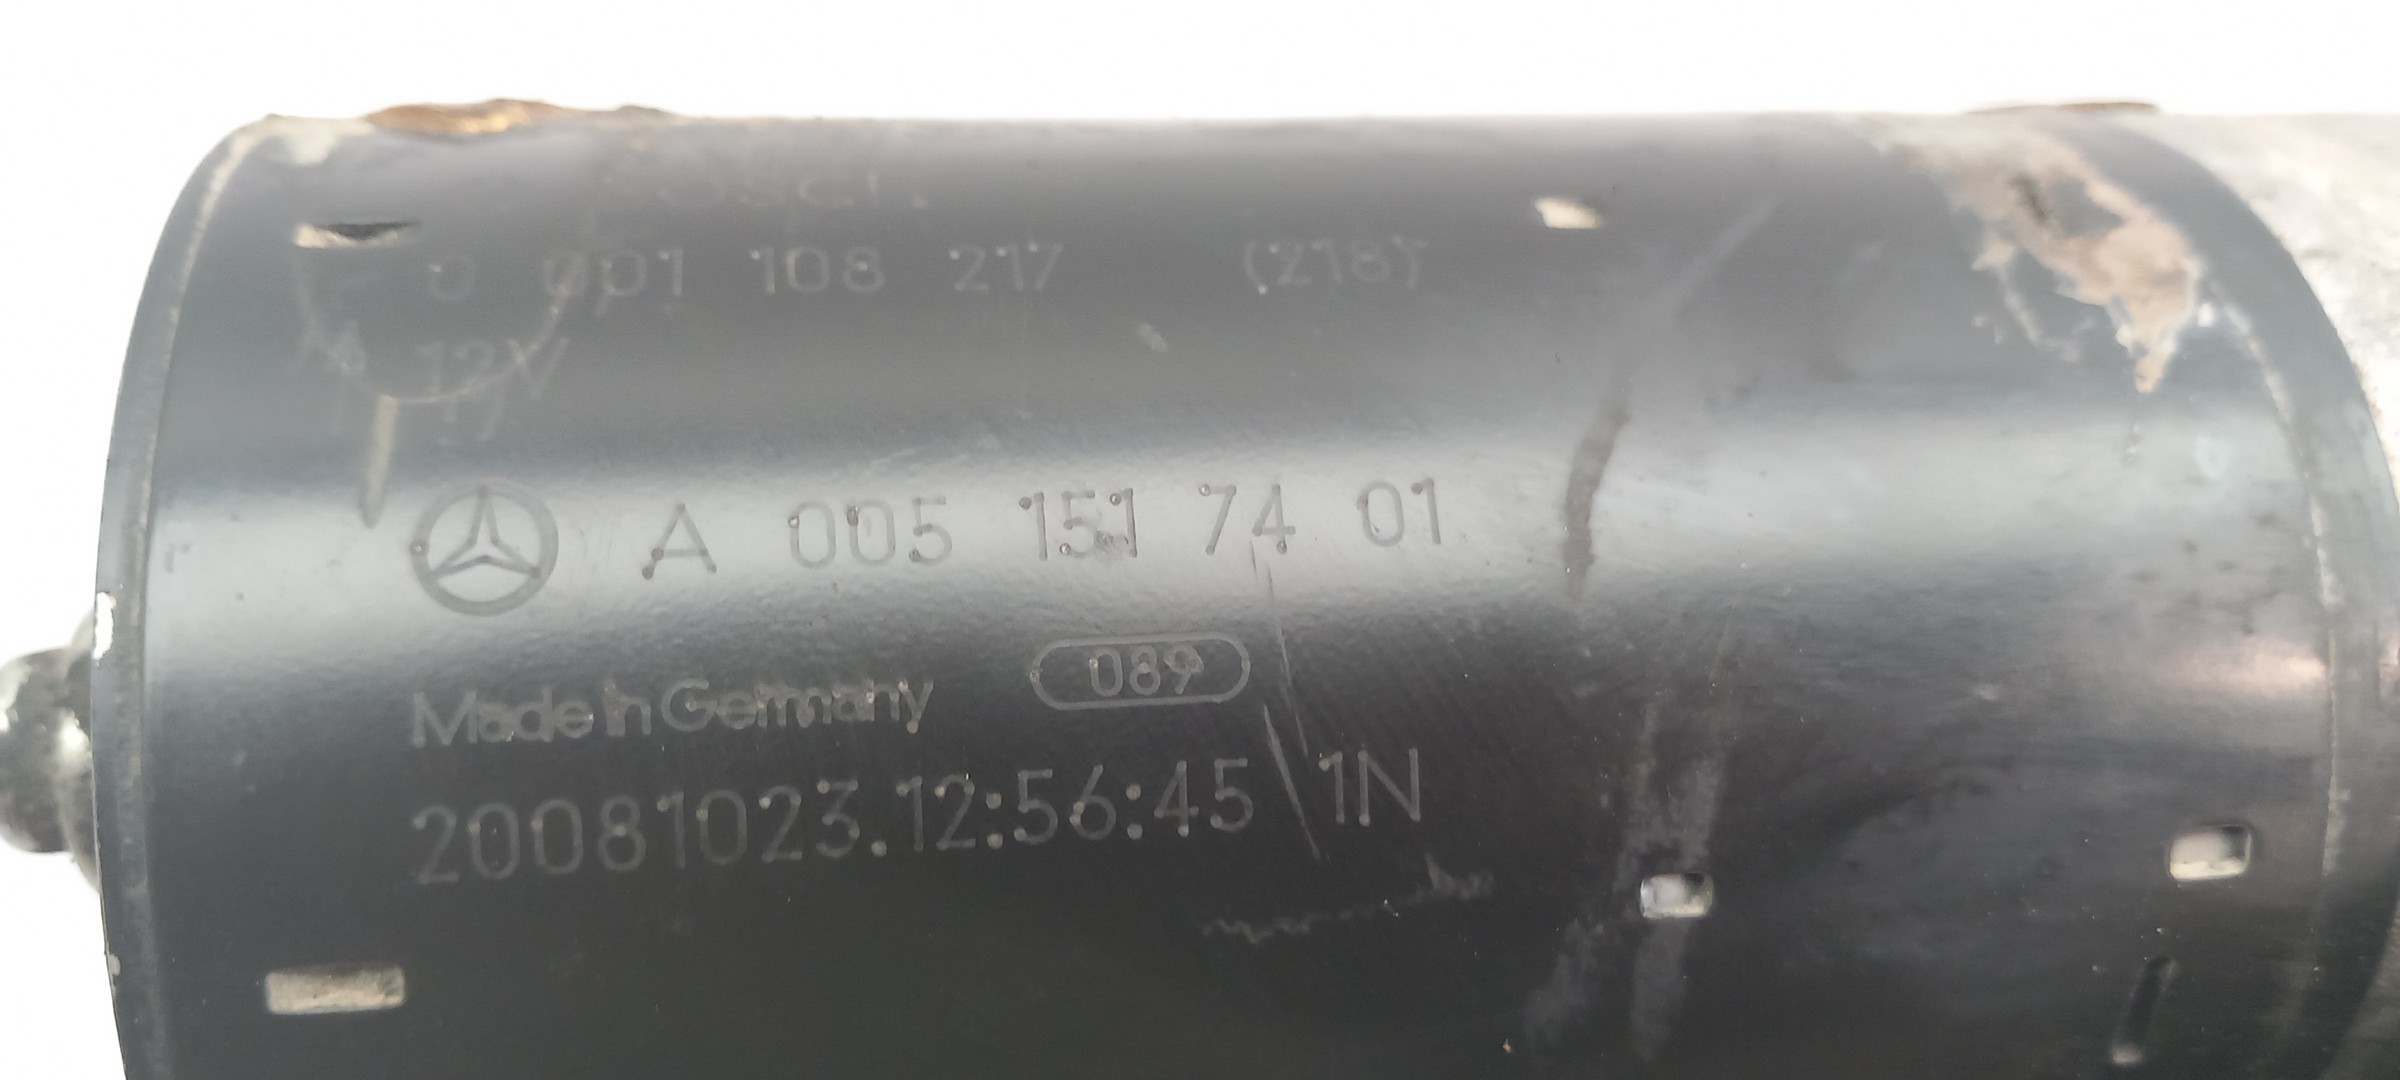 BOSCH
0 001 108 217 (218)
12V
A 005 151 74 01
Made in Germany 089
20081023.12:56:45 1N